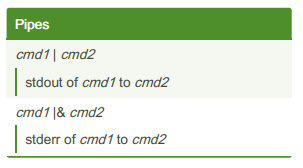 Pipes
cmd1 | cmd2
stdout of cmd1 to cmd2
cmd1 |& cmd2
stderr of cmd1 to cmd2